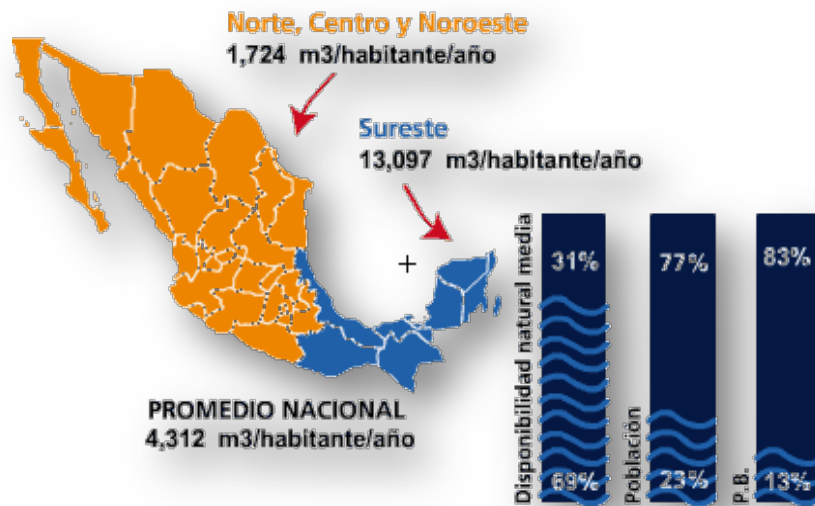 Norte, Centro y Noroeste
1,724 m3/habitante/año
Sureste
13,097 m3/habitante/año
PROMEDIO NACIONAL
4,312 m3/habitante/año
Disponibilidad natural media
31%
69%
Población
77%
23%
P.B.
83%
13%